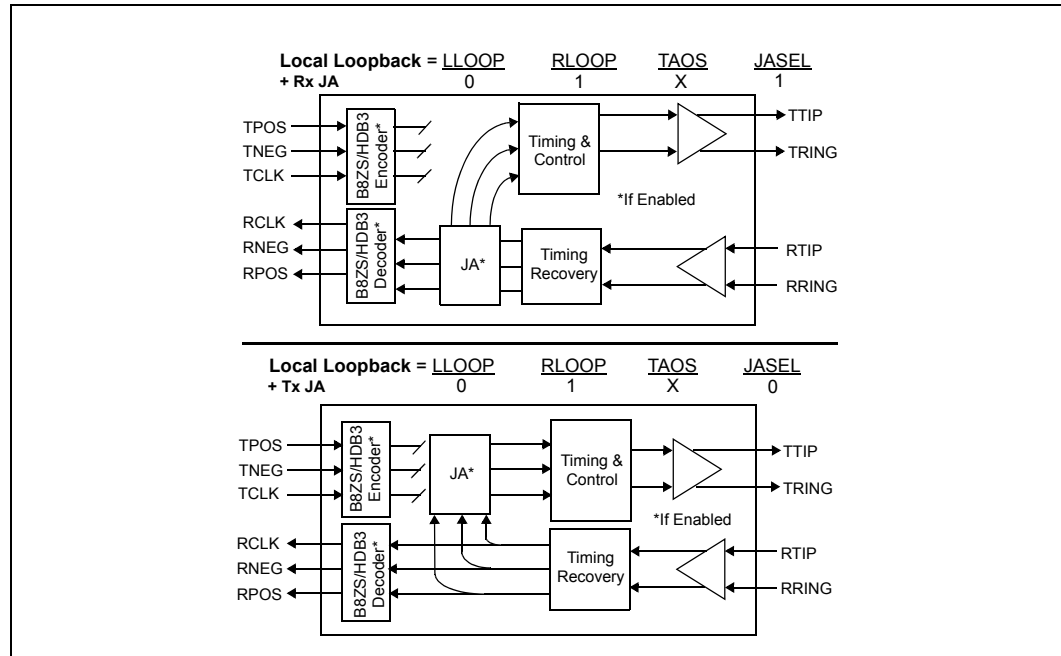 Local Loopback = LLOOP RLOOP TAOS JASEL
+ Rx JA 0 1 X 1
TPOS
TNEG
TCLK
B8ZS/HDB3
Encoder*
Timing &
Control
TTIP
TRING
*If Enabled
RCLK
RNEG
RPOS
B8ZS/HDB3
Decoder*
JA*
Timing
Recovery
RTIP
RRING
Local Loopback = LLOOP RLOOP TAOS JASEL
+ Tx JA 0 1 X 0
TPOS
TNEG
TCLK
B8ZS/HDB3
Encoder*
JA*
Timing &
Control
TTIP
TRING
*If Enabled
RCLK
RNEG
RPOS
B8ZS/HDB3
Decoder*
Timing
Recovery
RTIP
RRING